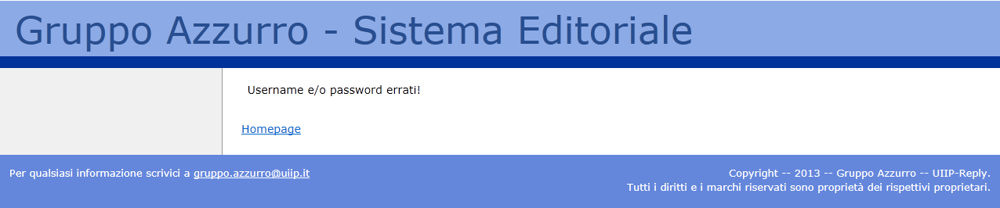 Gruppo Azzurro - Sistema Editoriale
Username e/o password errati!
Homepage
Per qualsiasi informazione scrivici a gruppo.azzurro@uiip.it
Copyright -- 2013 -- Gruppo Azzurro -- UIIP-Reply.
Tutti i diritti e i marchi riservati sono proprietà dei rispettivi proprietari.